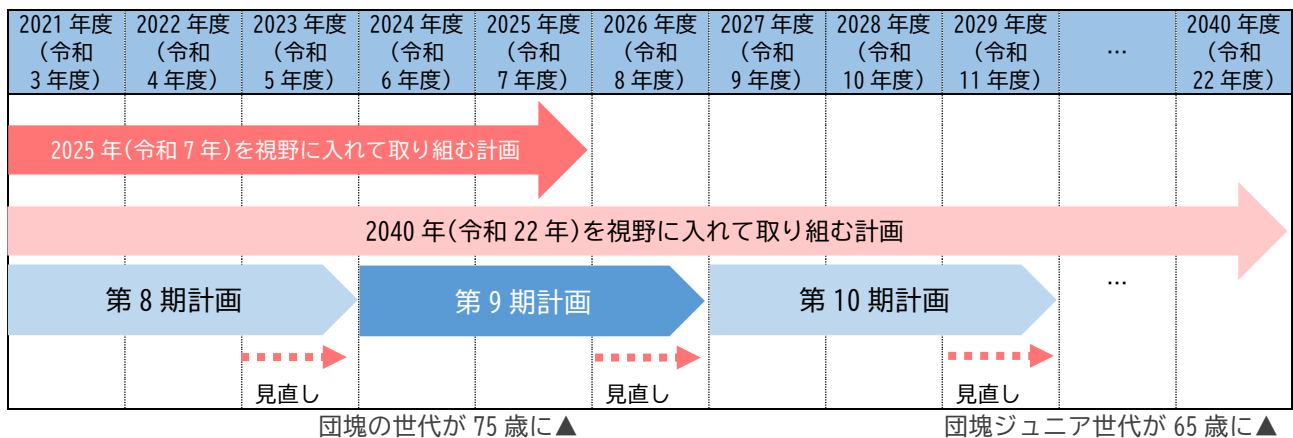 2021 年度
(令和
3 年度)
2022 年度
(令和
4 年度)
2023 年度
(令和
5 年度)
2024 年度
(令和
6 年度)
2025 年度
(令和
7 年度)
2026 年度
(令和
8 年度)
2027 年度
(令和
9 年度)
2028 年度
(令和
10 年度)
2029 年度
(令和
11 年度)
…
2040 年度
(令和
22 年度)
2025 年(令和 7 年)を視野に入れて取り組む計画
2040 年(令和 22 年)を視野に入れて取り組む計画
第 8 期計画
第 9 期計画
第 10 期計画
…
見直し
見直し
見直し
団塊の世代が 75 歳に▲
団塊ジュニア世代が 65 歳に▲